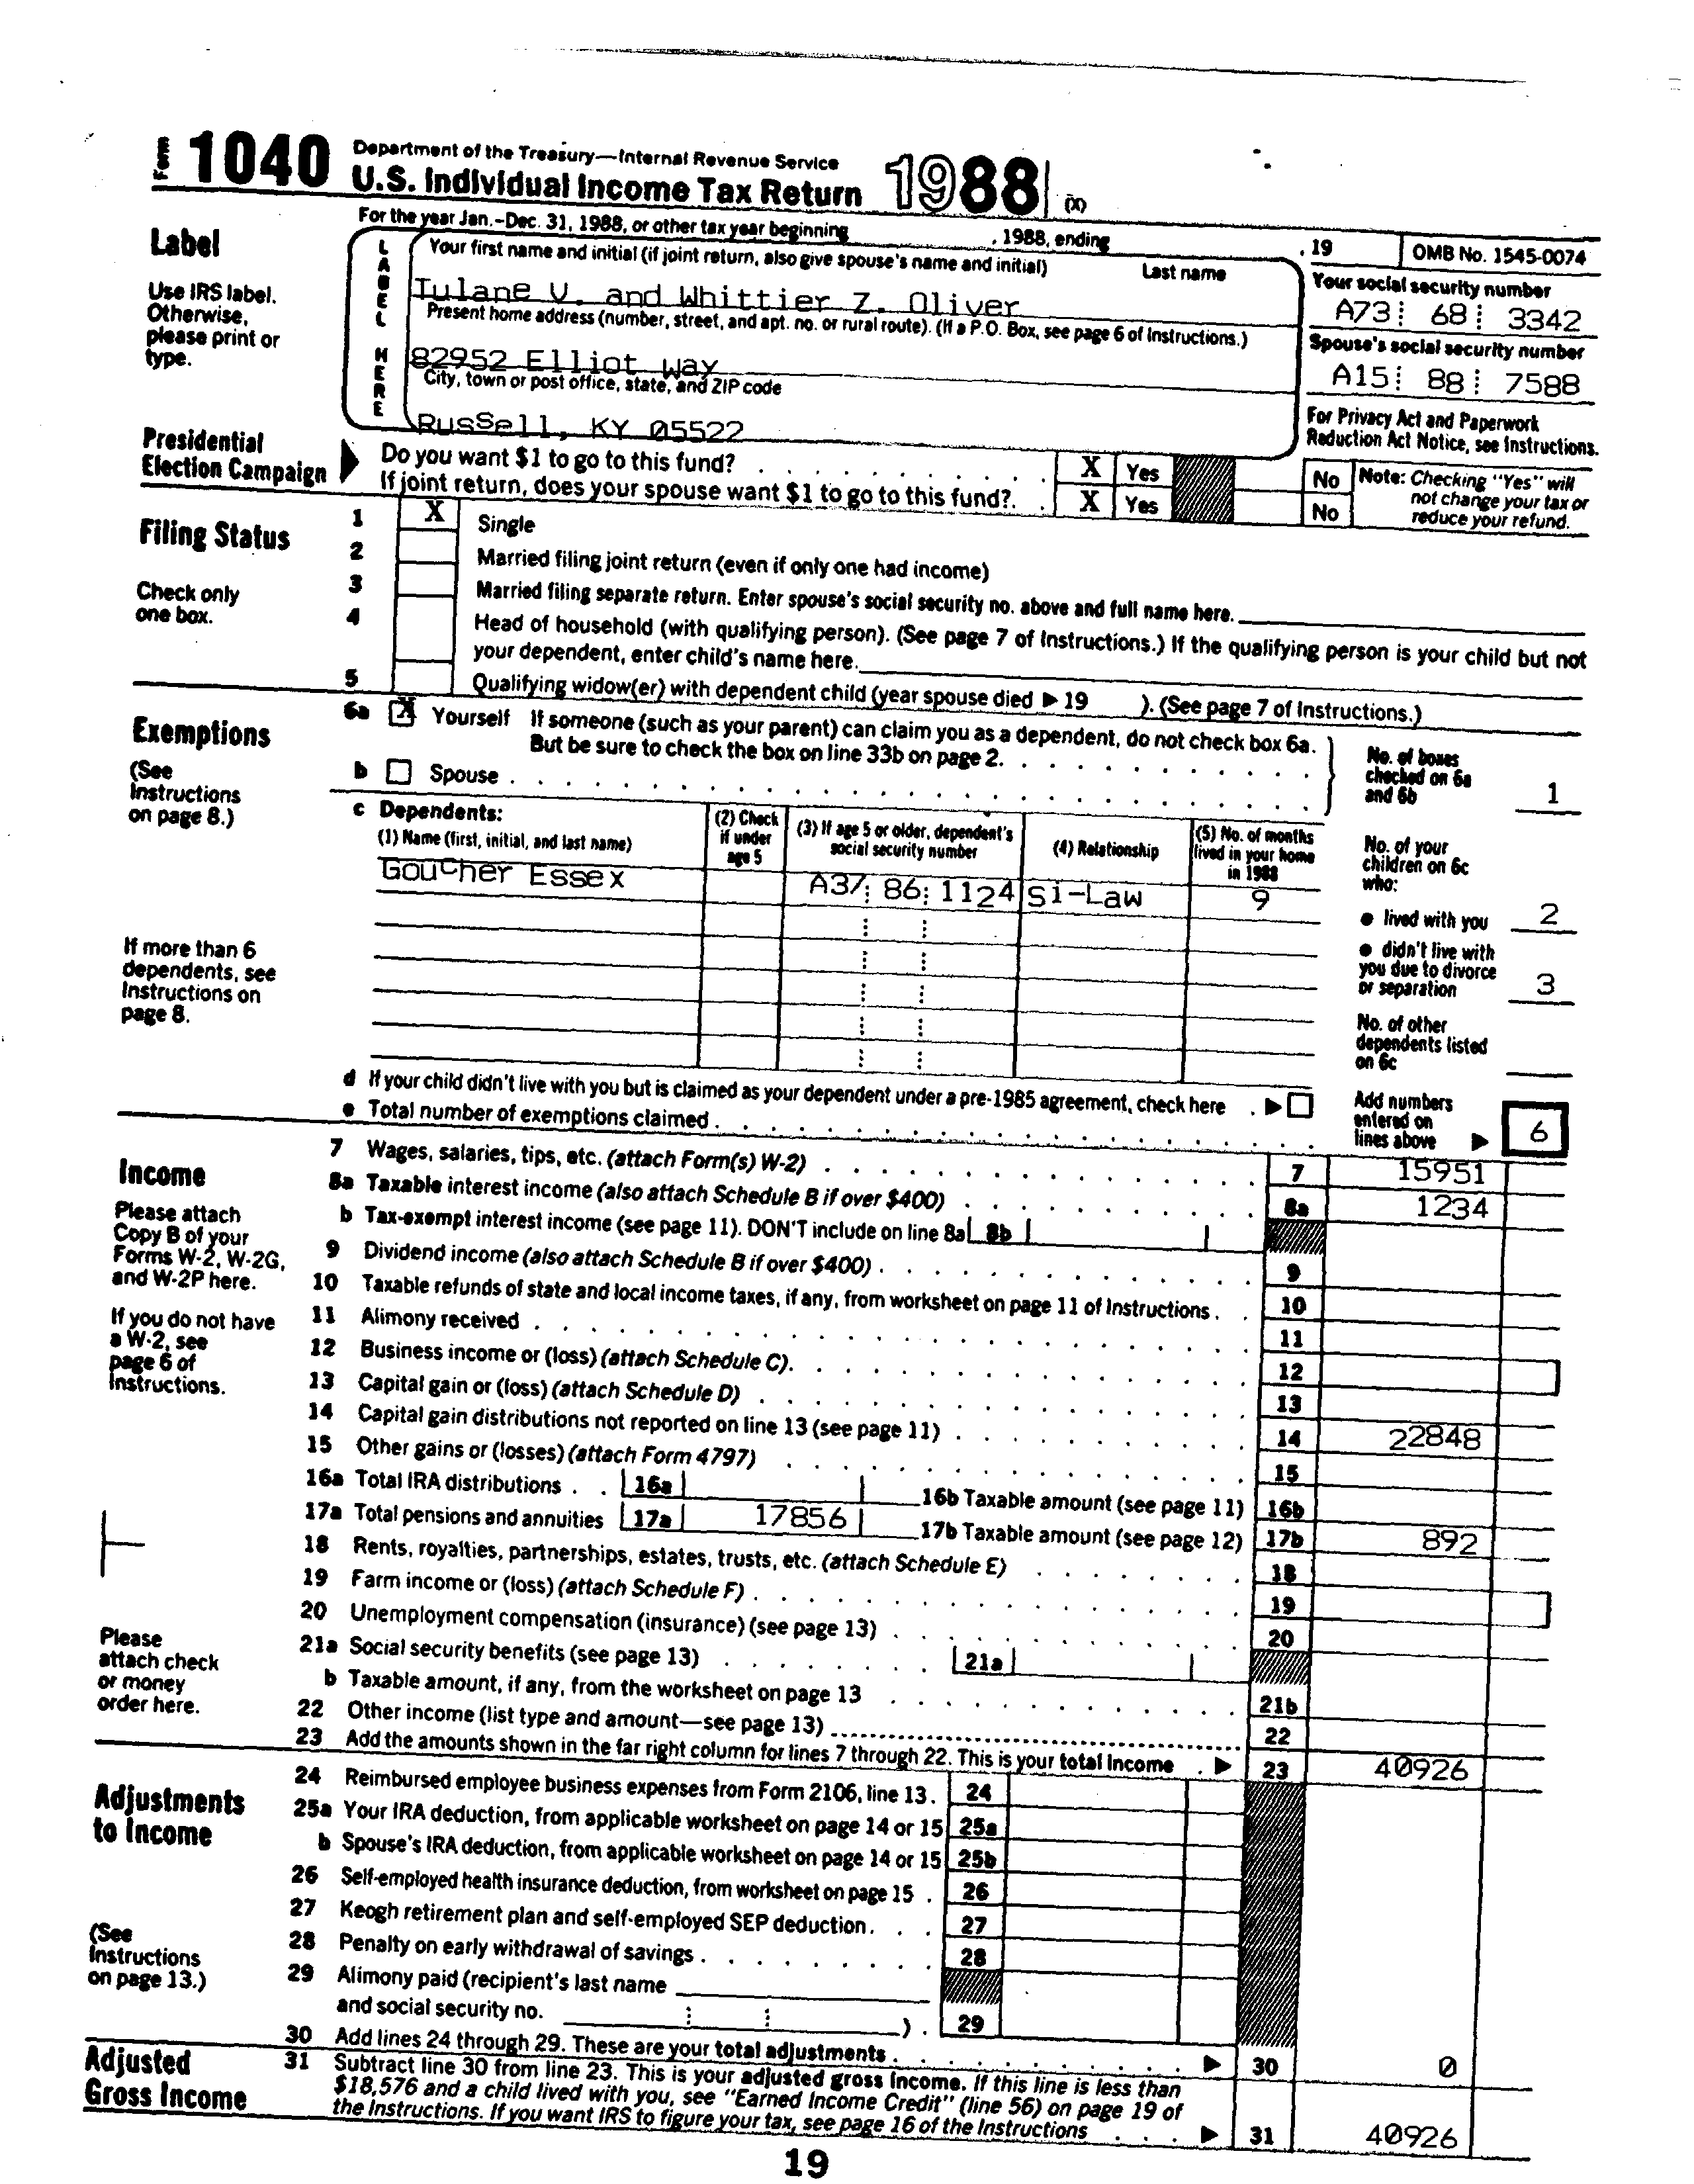 Form 1040 Department of the Treasury—Internal Revenue Service
U.S. Individual Income Tax Return 1988 (X)
For the year Jan.–Dec. 31, 1988, or other tax year beginning , 1988, ending , 19 OMB No. 1545-0074
Label
Use IRS label.
Otherwise,
please print or
type.
LABEL HERE
Your first name and initial (if joint return, also give spouse's name and initial) Last name
Tulane V. and Whittier Z. Oliver
Present home address (number, street, and apt. no. or rural route). (If a P.O. Box, see page 6 of Instructions.)
82952 Elliot Way
City, town or post office, state, and ZIP code
Russell, KY 05522
Your social security number
A73 68 3342
Spouse's social security number
A15 88 7588
For Privacy Act and Paperwork
Reduction Act Notice, see Instructions.
Presidential
Election Campaign
Do you want $1 to go to this fund? X Yes No
If joint return, does your spouse want $1 to go to this fund? X Yes No
Note: Checking "Yes" will
not change your tax or
reduce your refund.
Filing Status
Check only
one box.
1 X Single
2 Married filing joint return (even if only one had income)
3 Married filing separate return. Enter spouse's social security no. above and full name here.
4 Head of household (with qualifying person). (See page 7 of Instructions.) If the qualifying person is your child but not
your dependent, enter child's name here.
5 Qualifying widow(er) with dependent child (year spouse died ▶ 19 ). (See page 7 of Instructions.)
Exemptions
(See
Instructions
on page 8.)
6a X Yourself If someone (such as your parent) can claim you as a dependent, do not check box 6a.
But be sure to check the box on line 33b on page 2.
b Spouse
No. of boxes
checked on 6a
and 6b 1
c Dependents:
(1) Name (first, initial, and last name)
(2) Check
if under
age 5
(3) If age 5 or older, dependent's
social security number
(4) Relationship
(5) No. of months
lived in your home
in 1988
Goucher Essex A37 86 1124 Si-Law 9
If more than 6
dependents, see
Instructions on
page 8.
No. of your
children on 6c
who:
● lived with you 2
● didn't live with
you due to divorce
or separation 3
No. of other
dependents listed
on 6c
d If your child didn't live with you but is claimed as your dependent under a pre-1985 agreement, check here ▶
e Total number of exemptions claimed
Add numbers
entered on
lines above ▶ 6
Income
Please attach
Copy B of your
Forms W-2, W-2G,
and W-2P here.
If you do not have
a W-2, see
page 6 of
Instructions.
Please
attach check
or money
order here.
7 Wages, salaries, tips, etc. (attach Form(s) W-2) 7 15951
8a Taxable interest income (also attach Schedule B if over $400) 8a 1234
b Tax-exempt interest income (see page 11). DON'T include on line 8a 8b
9 Dividend income (also attach Schedule B if over $400) 9
10 Taxable refunds of state and local income taxes, if any, from worksheet on page 11 of Instructions 10
11 Alimony received 11
12 Business income or (loss) (attach Schedule C) 12
13 Capital gain or (loss) (attach Schedule D) 13
14 Capital gain distributions not reported on line 13 (see page 11) 14 22848
15 Other gains or (losses) (attach Form 4797) 15
16a Total IRA distributions 16a 16b Taxable amount (see page 11) 16b
17a Total pensions and annuities 17a 17856 17b Taxable amount (see page 12) 17b 892
18 Rents, royalties, partnerships, estates, trusts, etc. (attach Schedule E) 18
19 Farm income or (loss) (attach Schedule F) 19
20 Unemployment compensation (insurance) (see page 13) 20
21a Social security benefits (see page 13) 21a
b Taxable amount, if any, from the worksheet on page 13 21b
22 Other income (list type and amount—see page 13) 22
23 Add the amounts shown in the far right column for lines 7 through 22. This is your total income ▶ 23 40926
Adjustments
to Income
(See
Instructions
on page 13.)
24 Reimbursed employee business expenses from Form 2106, line 13. 24
25a Your IRA deduction, from applicable worksheet on page 14 or 15 25a
b Spouse's IRA deduction, from applicable worksheet on page 14 or 15 25b
26 Self-employed health insurance deduction, from worksheet on page 15 26
27 Keogh retirement plan and self-employed SEP deduction 27
28 Penalty on early withdrawal of savings 28
29 Alimony paid (recipient's last name
and social security no. ). 29
30 Add lines 24 through 29. These are your total adjustments ▶ 30 0
Adjusted
Gross Income
31 Subtract line 30 from line 23. This is your adjusted gross income. If this line is less than
$18,576 and a child lived with you, see "Earned Income Credit" (line 56) on page 19 of
the Instructions. If you want IRS to figure your tax, see page 16 of the Instructions ▶ 31 40926
19